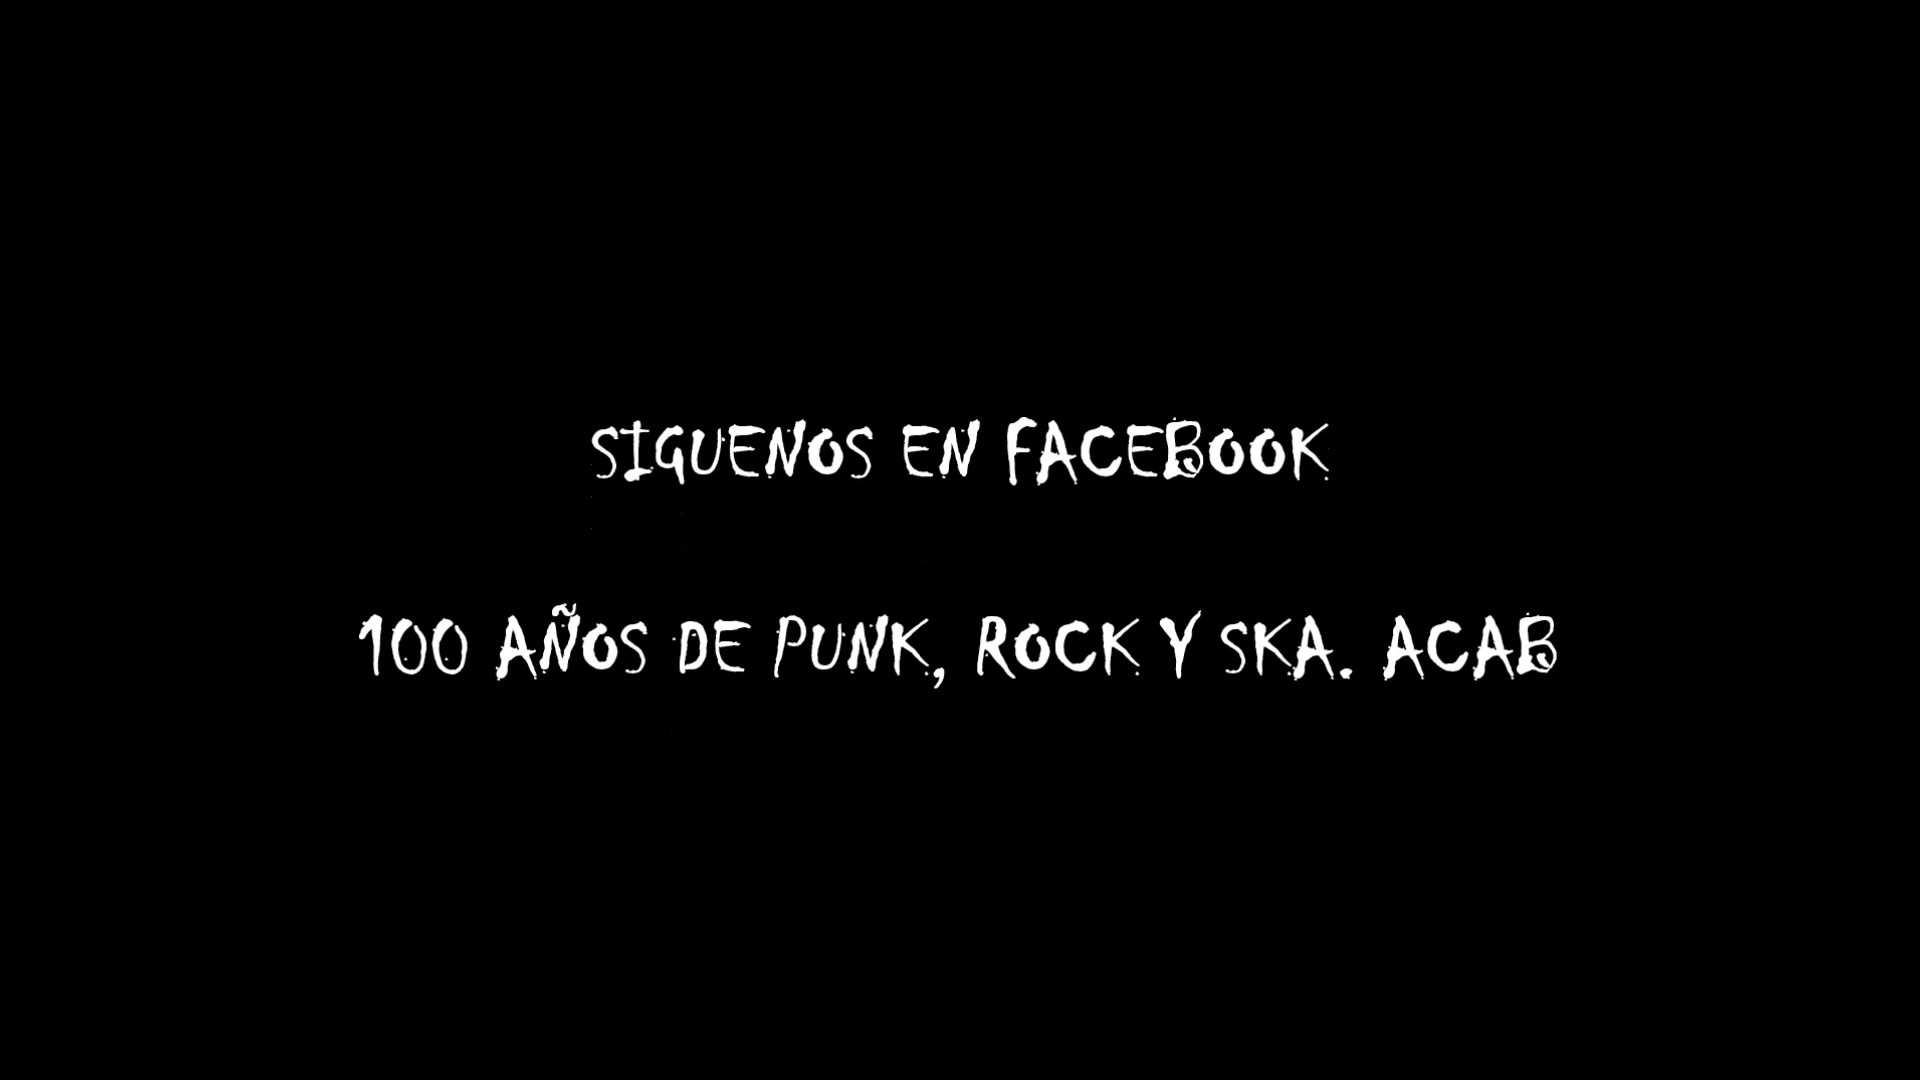 SIGUENOS EN FACEBOOK
100 AÑOS DE PUNK, ROCK Y SKA. ACAB